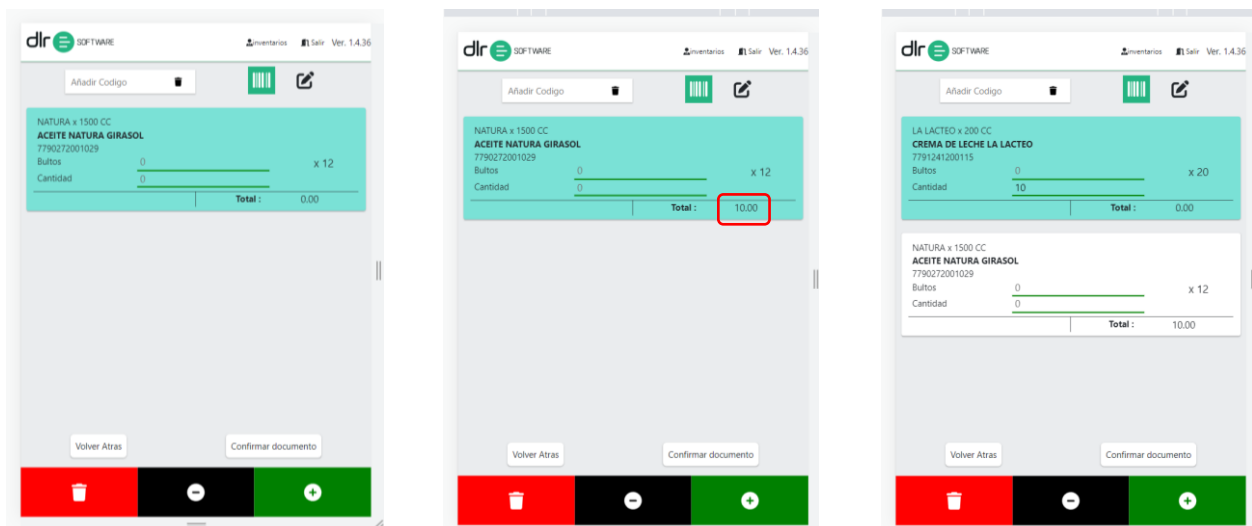 dlr SOFTWARE inventarios Salir Ver. 1.4.36
Añadir Codigo
NATURA x 1500 CC
ACEITE NATURA GIRASOL
7790272001029
Bultos 0 x 12
Cantidad 0
Total : 0.00
Volver Atras Confirmar documento
dlr SOFTWARE inventarios Salir Ver. 1.4.36
Añadir Codigo
NATURA x 1500 CC
ACEITE NATURA GIRASOL
7790272001029
Bultos 0 x 12
Cantidad 0
Total : 10.00
Volver Atras Confirmar documento
dlr SOFTWARE inventarios Salir Ver. 1.4.36
Añadir Codigo
LA LACTEO x 200 CC
CREMA DE LECHE LA LACTEO
7791241200115
Bultos 0 x 20
Cantidad 10
Total : 0.00
NATURA x 1500 CC
ACEITE NATURA GIRASOL
7790272001029
Bultos 0 x 12
Cantidad 0
Total : 10.00
Volver Atras Confirmar documento